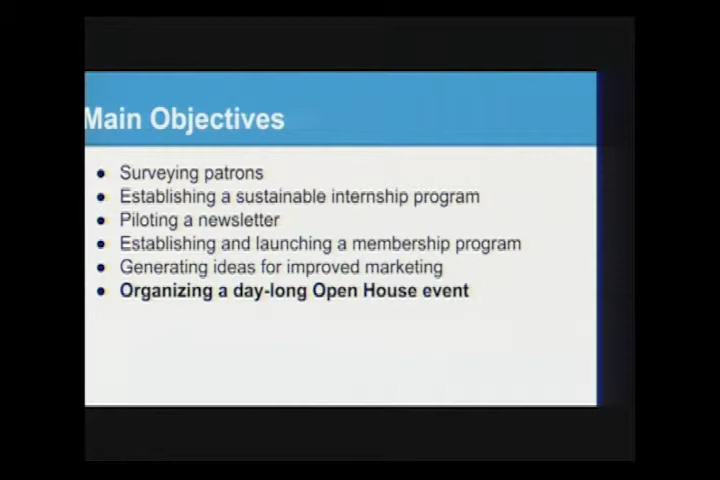 Main Objectives
● Surveying patrons
● Establishing a sustainable internship program
● Piloting a newsletter
● Establishing and launching a membership program
● Generating ideas for improved marketing
● Organizing a day-long Open House event